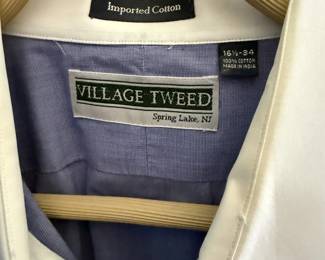 Imported Cotton
16½-34
100% COTTON
MADE IN INDIA
VILLAGE TWEED
Spring Lake, NJ